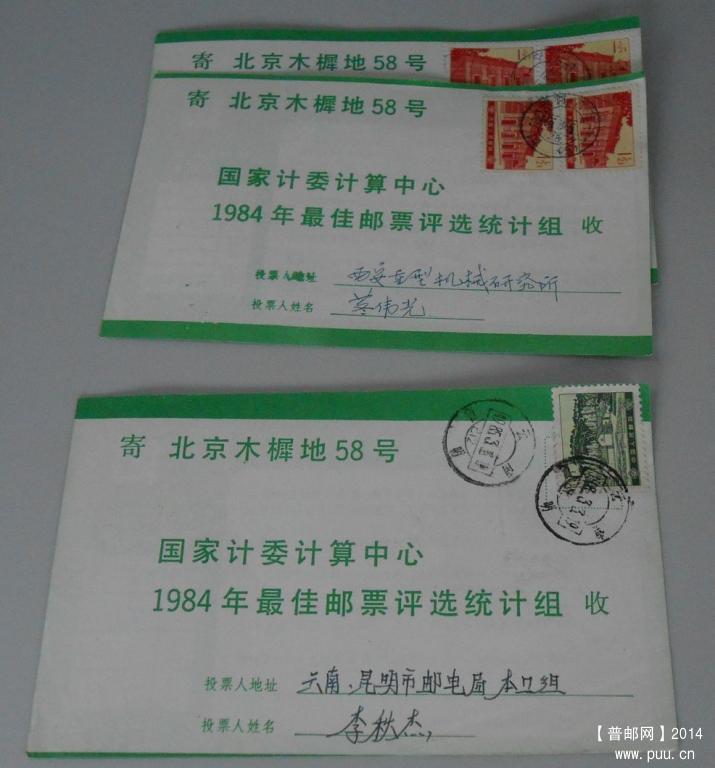 寄 北京木樨地58号
寄 北京木樨地58号
国家计委计算中心
1984年最佳邮票评选统计组 收
投票人地址 西安重型机械研究所
投票人姓名 伟光
寄 北京木樨地58号
国家计委计算中心
1984年最佳邮票评选统计组 收
投票人地址 云南、昆明市邮电局
投票人姓名 李秩杰
【普邮网】2014
www.puu.cn